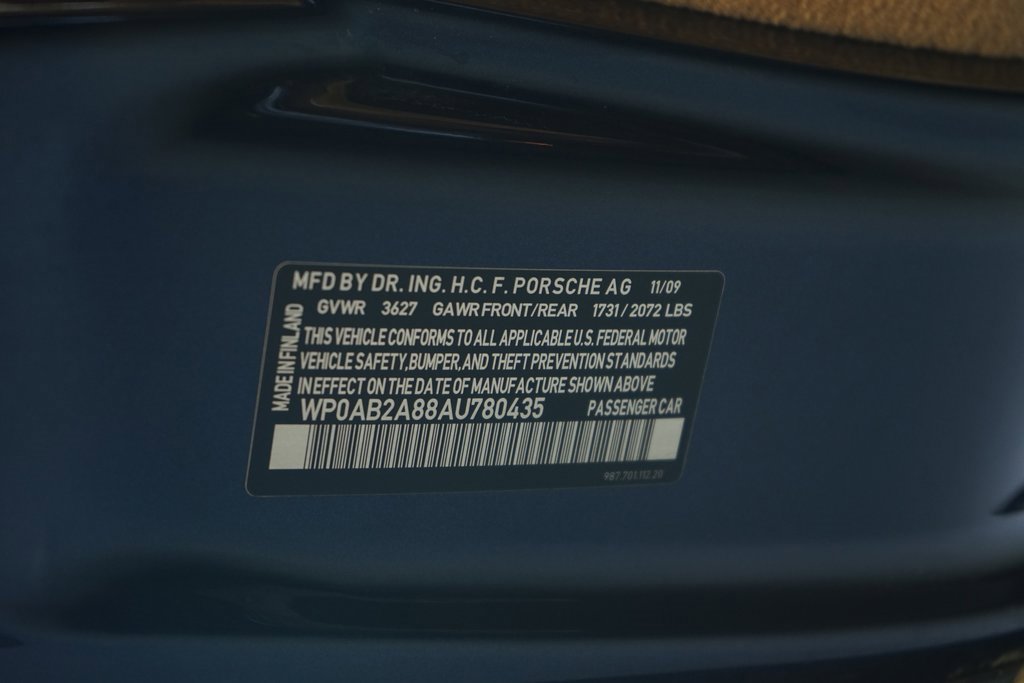 MFD BY DR. ING. H.C. F. PORSCHE AG 11/09
GVWR 3627 GAWR FRONT/REAR 1731/2072 LBS
MADE IN FINLAND
THIS VEHICLE CONFORMS TO ALL APPLICABLE U.S. FEDERAL MOTOR
VEHICLE SAFETY, BUMPER, AND THEFT PREVENTION STANDARDS
IN EFFECT ON THE DATE OF MANUFACTURE SHOWN ABOVE
WP0AB2A88AU780435 PASSENGER CAR
987.701.112.20